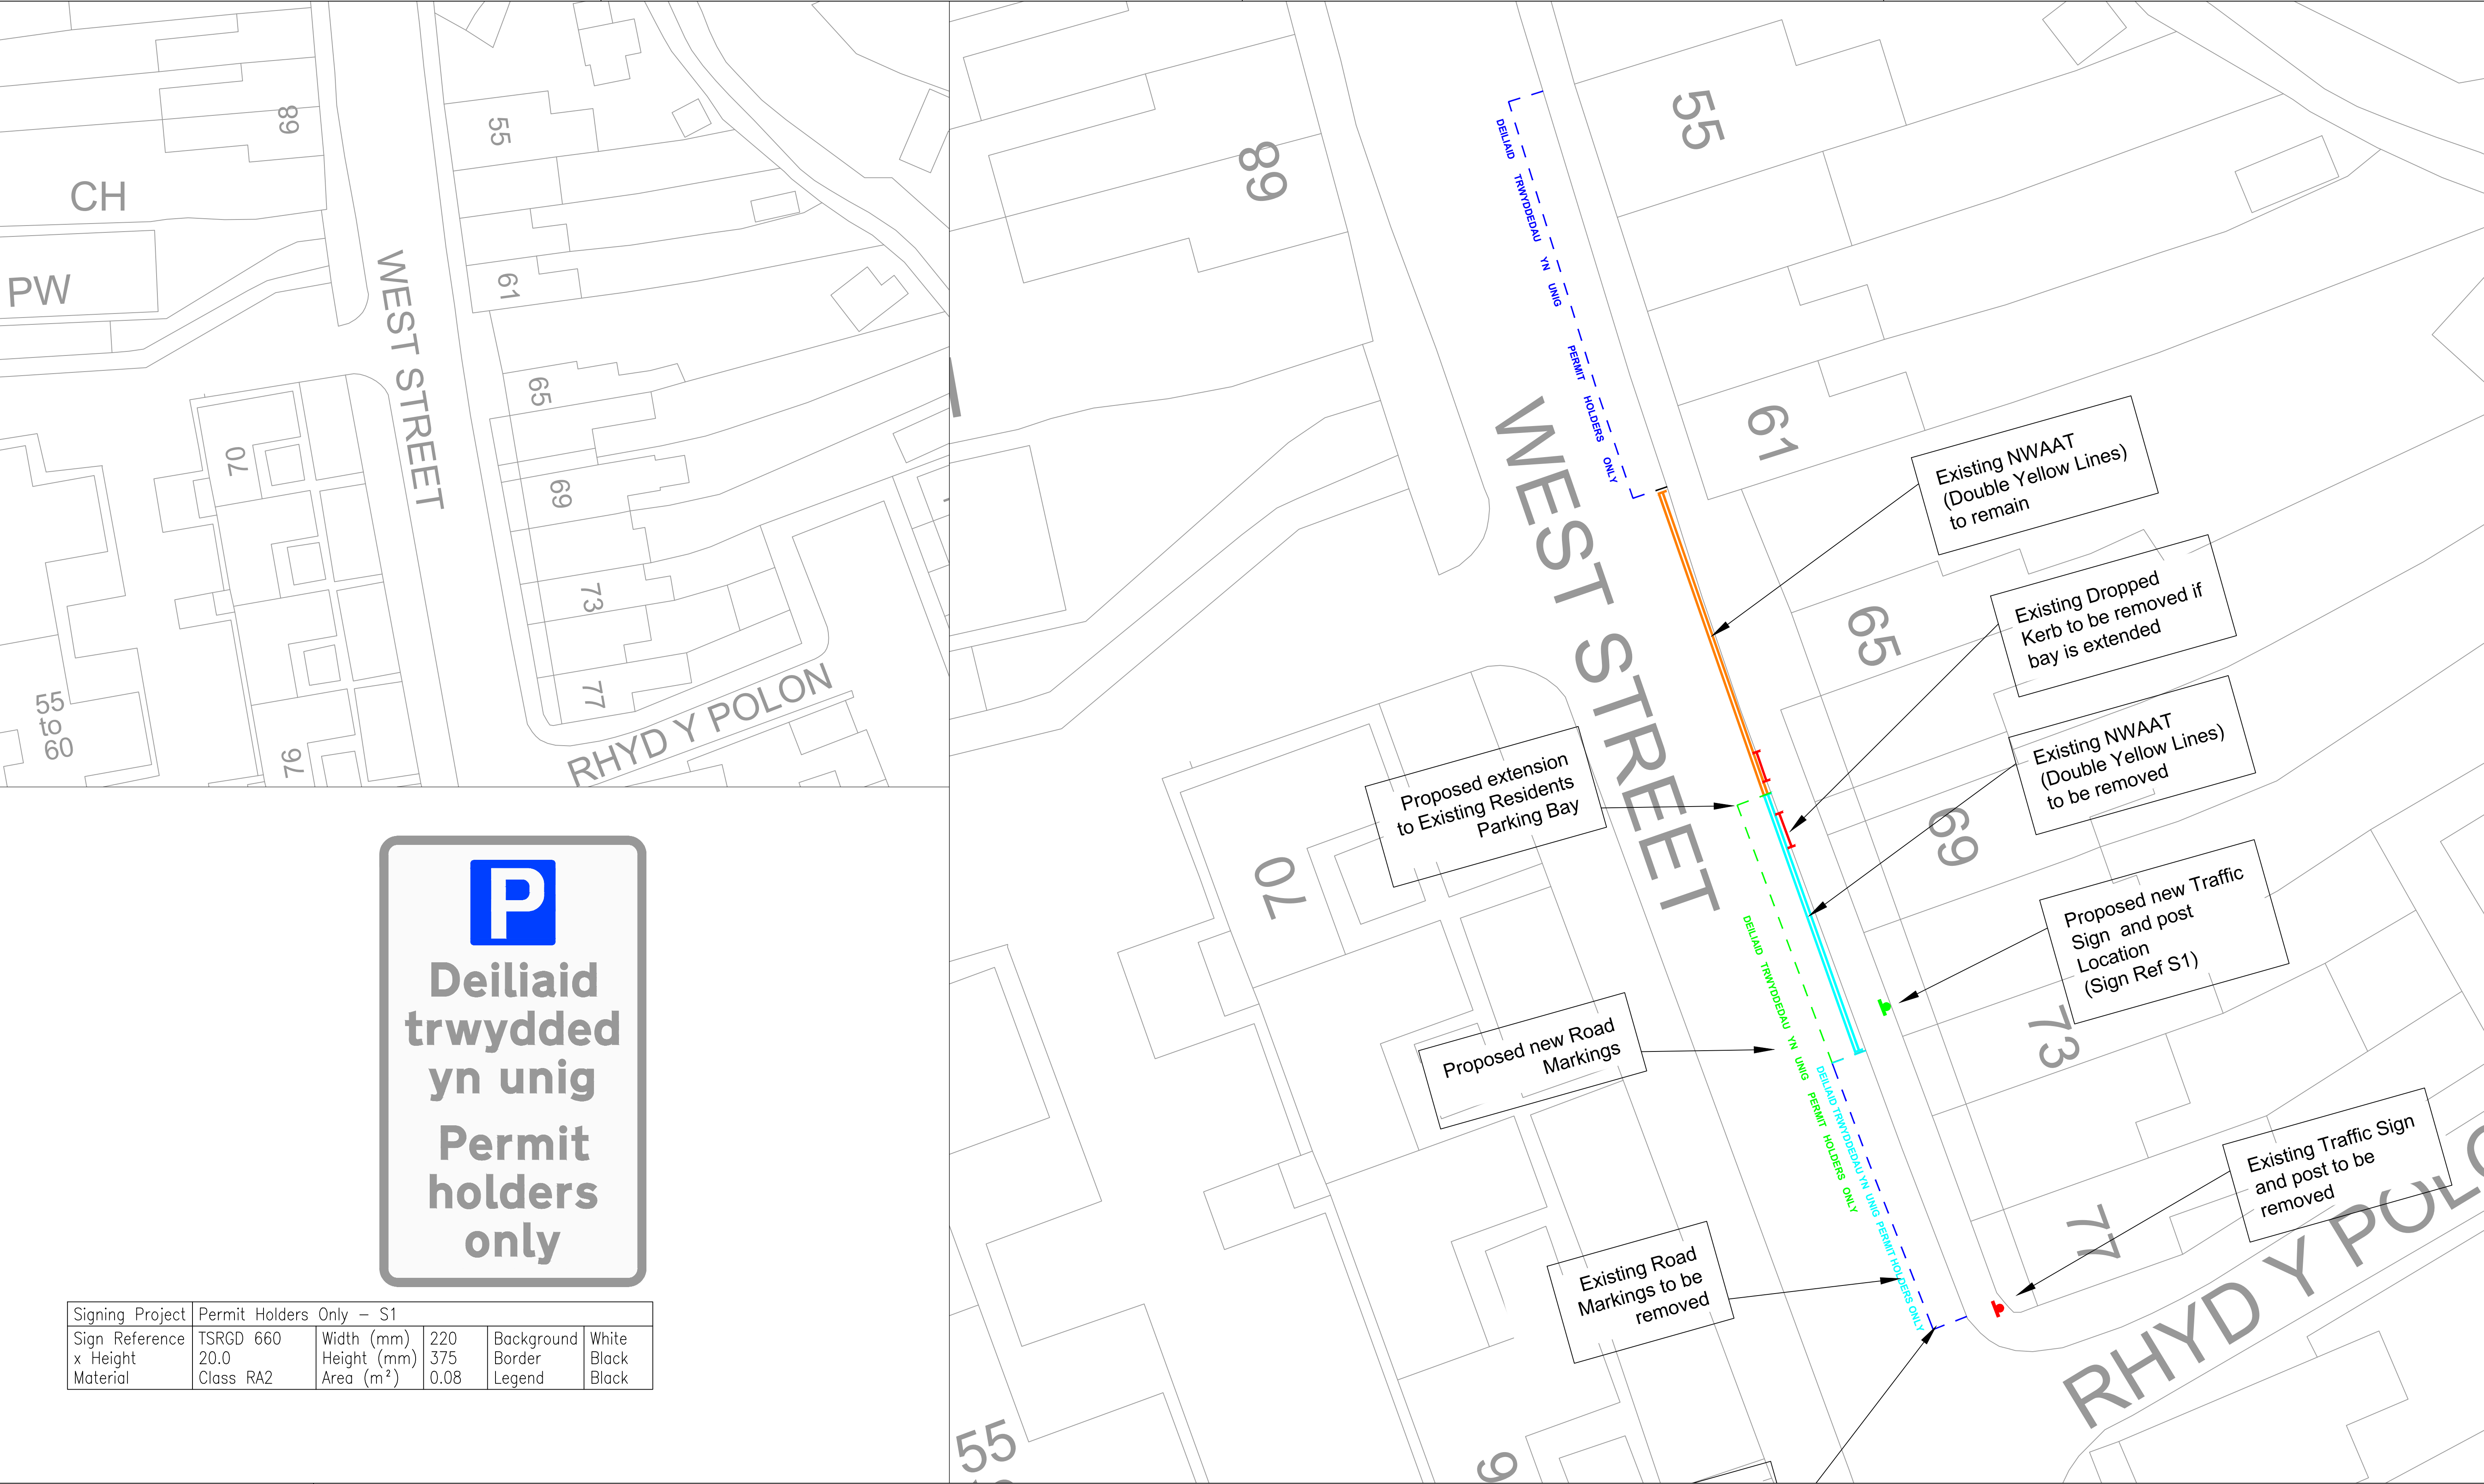 89
55
CH
PW
WEST STREET
61
65
70
69
73
77
RHYD Y POLON
55
to
60
76
P
Deiliaid
trwydded
yn unig
Permit
holders
only
Signing Project Permit Holders Only – S1
Sign Reference TSRGD 660 Width (mm) 220 Background White
x Height 20.0 Height (mm) 375 Border Black
Material Class RA2 Area (m²) 0.08 Legend Black
55
89
DEILIAID TRWYDDEDAU YN UNIG PERMIT HOLDERS ONLY
WEST STREET
61
Existing NWAAT
(Double Yellow Lines)
to remain
Existing Dropped
Kerb to be removed if
bay is extended
65
Existing NWAAT
(Double Yellow Lines)
to be removed
Proposed extension
to Existing Residents
Parking Bay
69
70
Proposed new Traffic
Sign and post
Location
(Sign Ref S1)
DEILIAID TRWYDDEDAU YN UNIG PERMIT HOLDERS ONLY
Proposed new Road
Markings
73
DEILIAID TRWYDDEDAU YN UNIG PERMIT HOLDERS ONLY
Existing Traffic Sign
and post to be
removed
77
Existing Road
Markings to be
removed
RHYD Y POLO
55